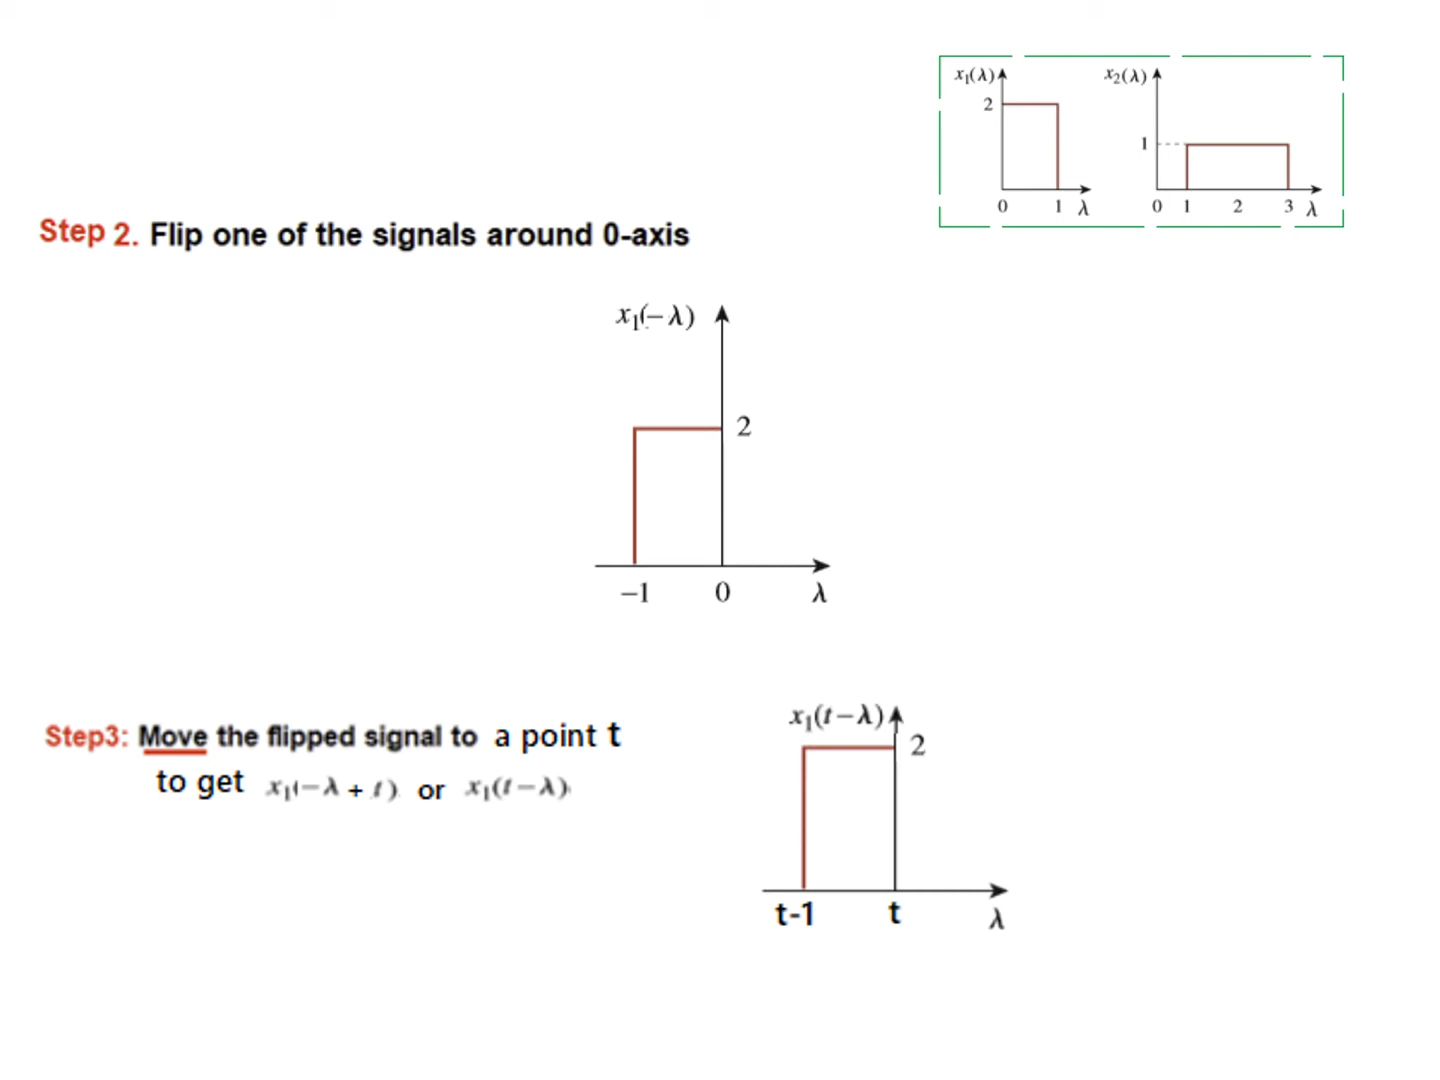 x₁(λ) x₂(λ)
2
1
0 1 λ 0 1 2 3 λ
Step 2. Flip one of the signals around 0-axis
x₁(−λ)
2
−1 0 λ
Step3: Move the flipped signal to a point t
to get x₁(−λ + t) or x₁(t−λ)
x₁(t−λ)
2
t-1 t λ